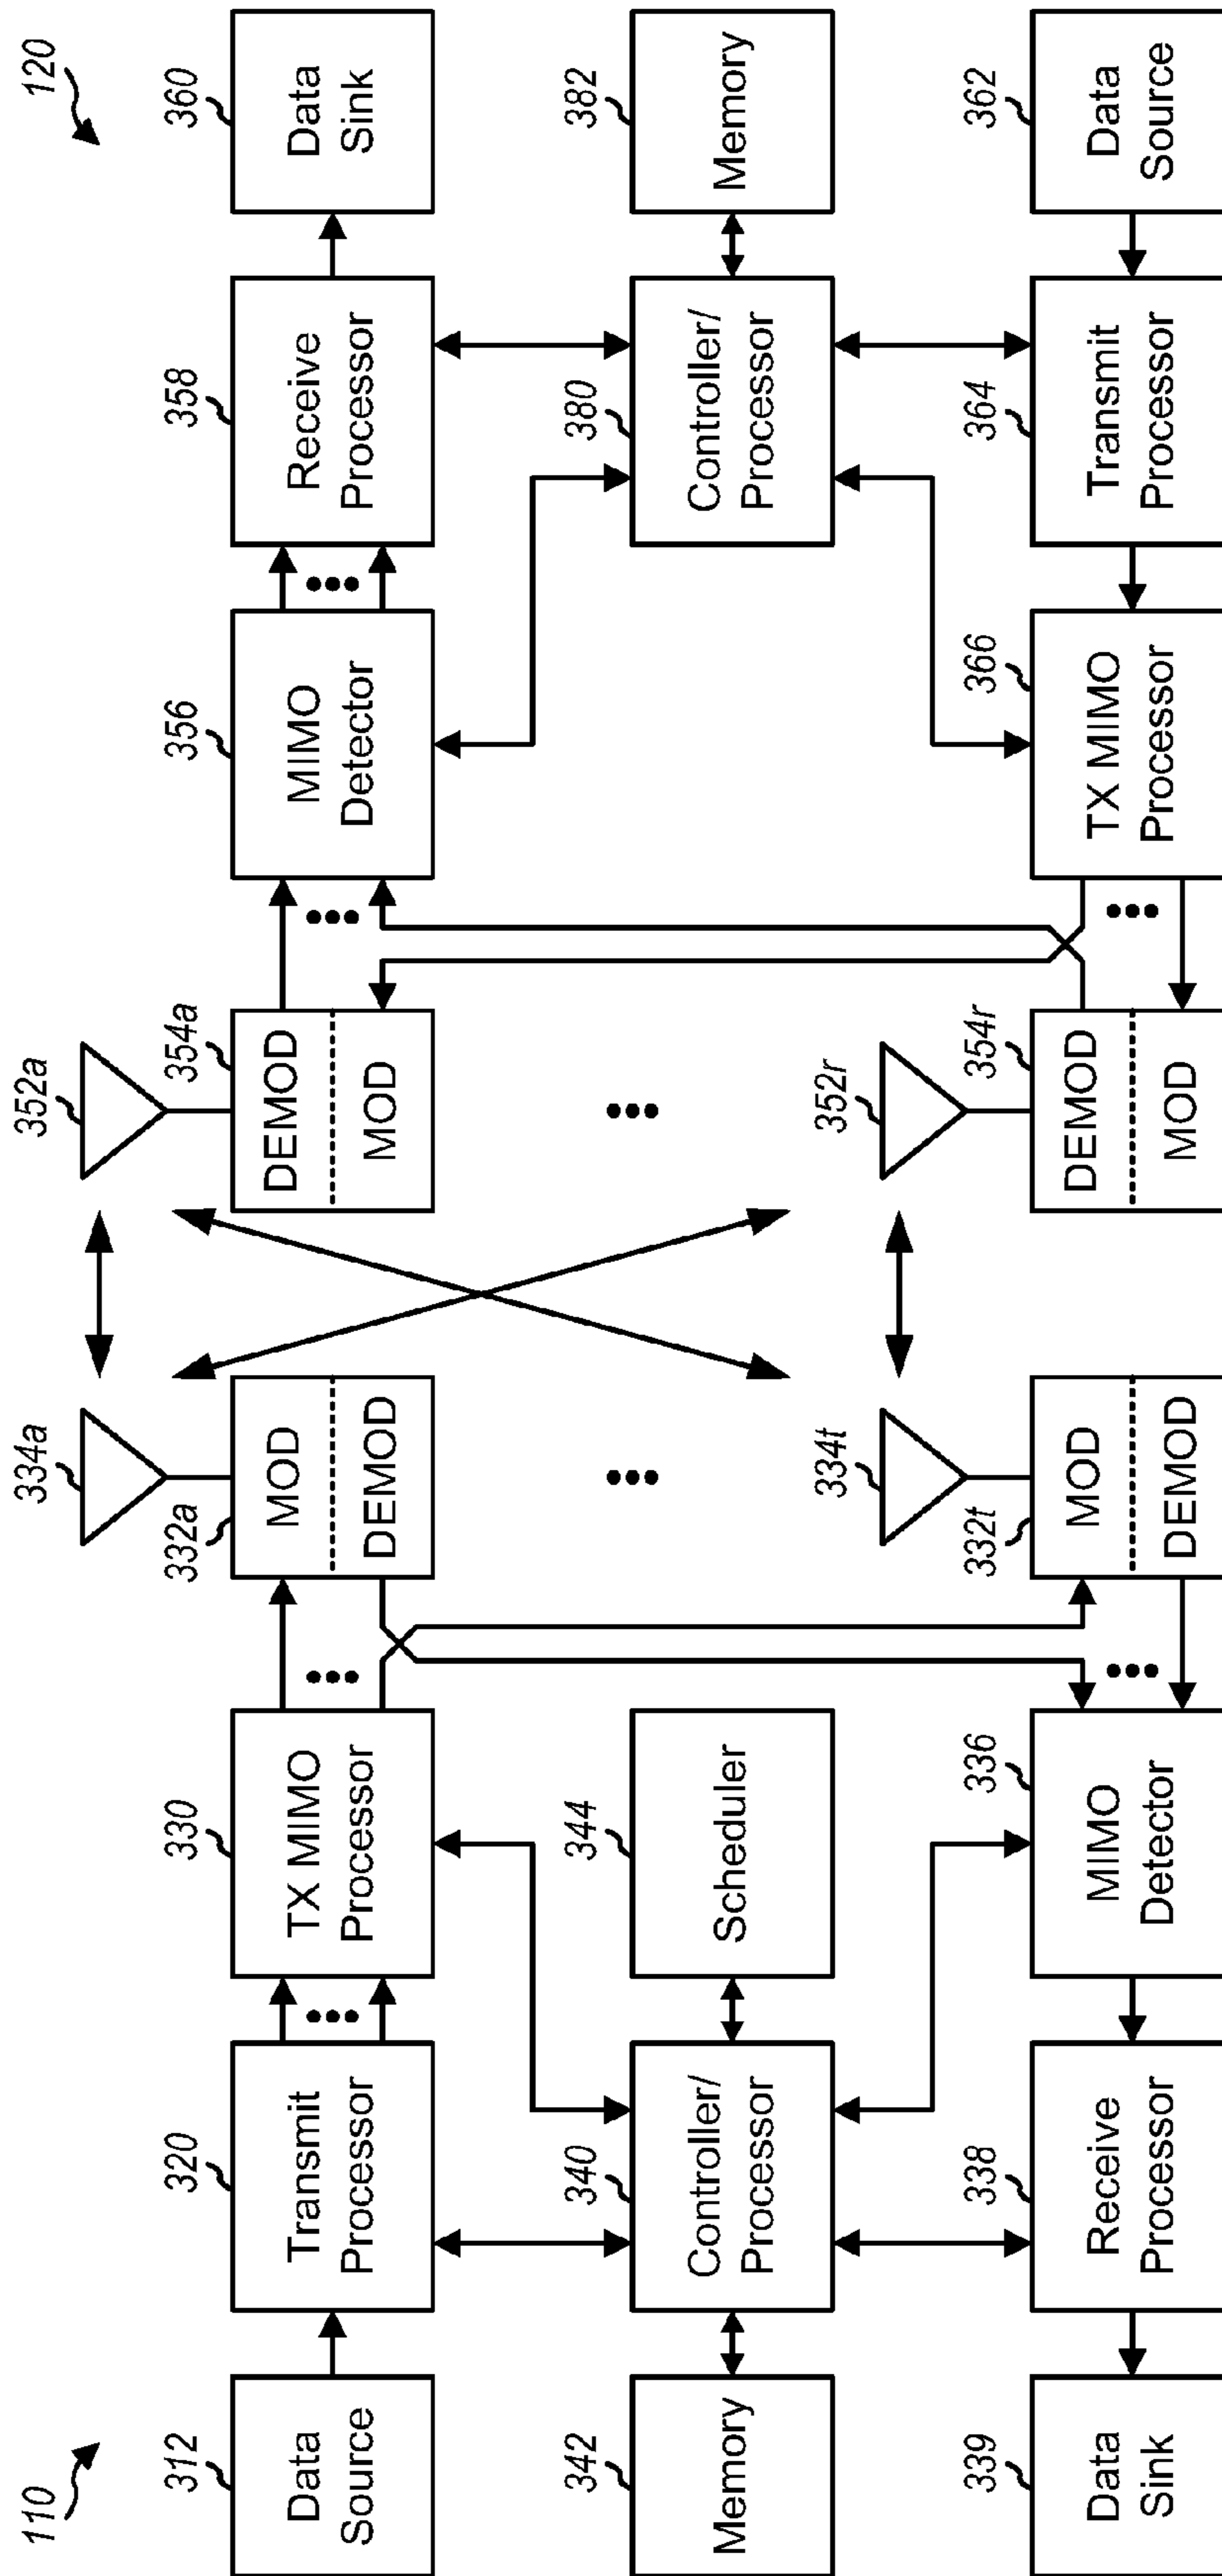 110
120
334a
352a
312
320
330
332a
354a
356
358
360
Data
Source
Transmit
Processor
TX MIMO
Processor
MOD
DEMOD
DEMOD
MOD
MIMO
Detector
Receive
Processor
Data
Sink
342
340
344
380
382
Memory
Controller/
Processor
Scheduler
Controller/
Processor
Memory
334t
352r
339
338
336
332t
354r
366
364
362
Data
Sink
Receive
Processor
MIMO
Detector
MOD
DEMOD
DEMOD
MOD
TX MIMO
Processor
Transmit
Processor
Data
Source